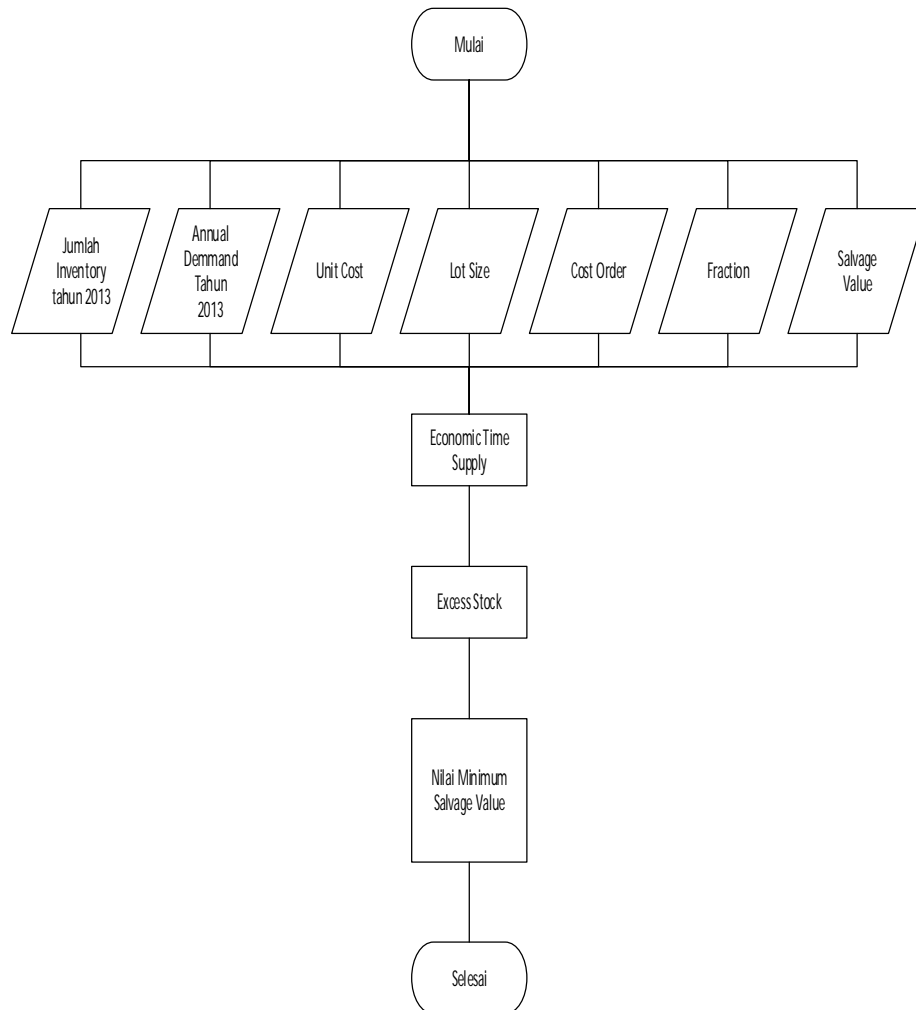 Mulai
Jumlah
Inventory
tahun 2013
Annual
Demmand
Tahun
2013
Unit Cost
Lot Size
Cost Order
Fraction
Salvage
Value
Economic Time
Supply
Excess Stock
Nilai Minimum
Salvage Value
Selesai